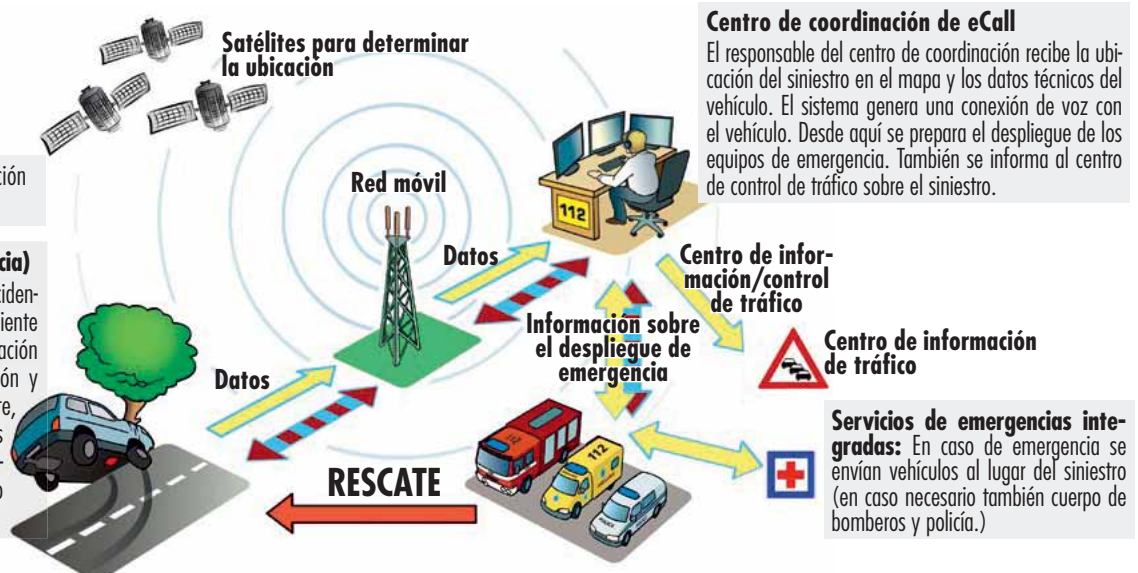 Satélites para determinar
la ubicación
Centro de coordinación de eCall
El responsable del centro de coordinación recibe la ubi-
cación del siniestro en el mapa y los datos técnicos del
vehículo. El sistema genera una conexión de voz con
el vehículo. Desde aquí se prepara el despliegue de los
equipos de emergencia. También se informa al centro
de control de tráfico sobre el siniestro.
Red móvil
112
Datos
Centro de infor-
mación/control
de tráfico
Información sobre
el despliegue de
emergencia
Centro de información
de tráfico
Datos
RESCATE
112
112
POLICE
Servicios de emergencias inte-
gradas: En caso de emergencia se
envían vehículos al lugar del siniestro
(en caso necesario también cuerpo de
bomberos y policía.)